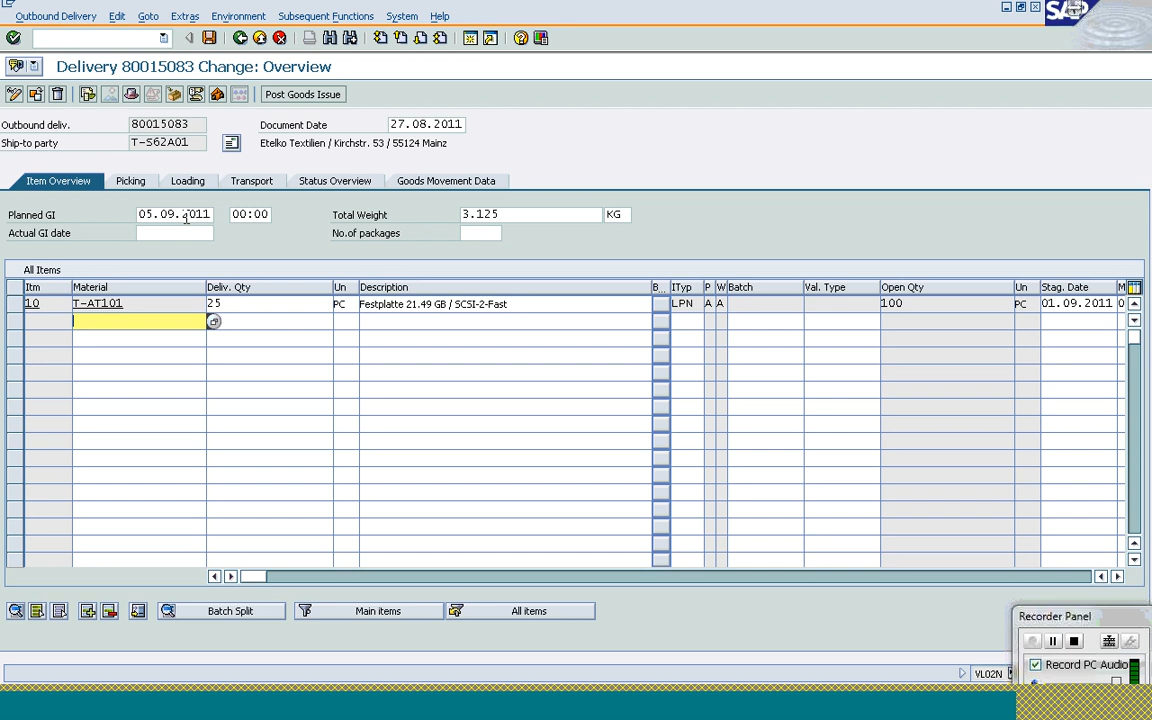 Outbound Delivery Edit Goto Extras Environment Subsequent Functions System Help
SAP
Delivery 80015083 Change: Overview
Post Goods Issue
Outbound deliv. 80015083 Document Date 27.08.2011
Ship-to party T-S62A01 Etelko Textilien / Kirchstr. 53 / 55124 Mainz
Item Overview Picking Loading Transport Status Overview Goods Movement Data
Planned GI 05.09.2011 00:00 Total Weight 3.125 KG
Actual GI date No.of packages
All Items
Itm Material Deliv. Qty Un Description B... ITyp P W Batch Val. Type Open Qty Un Stag. Date M
10 T-AT101 25 PC Festplatte 21.49 GB / SCSI-2-Fast LPN A A 100 PC 01.09.2011 0
Batch Split Main items All items
Recorder Panel
Record PC Audio
VL02N